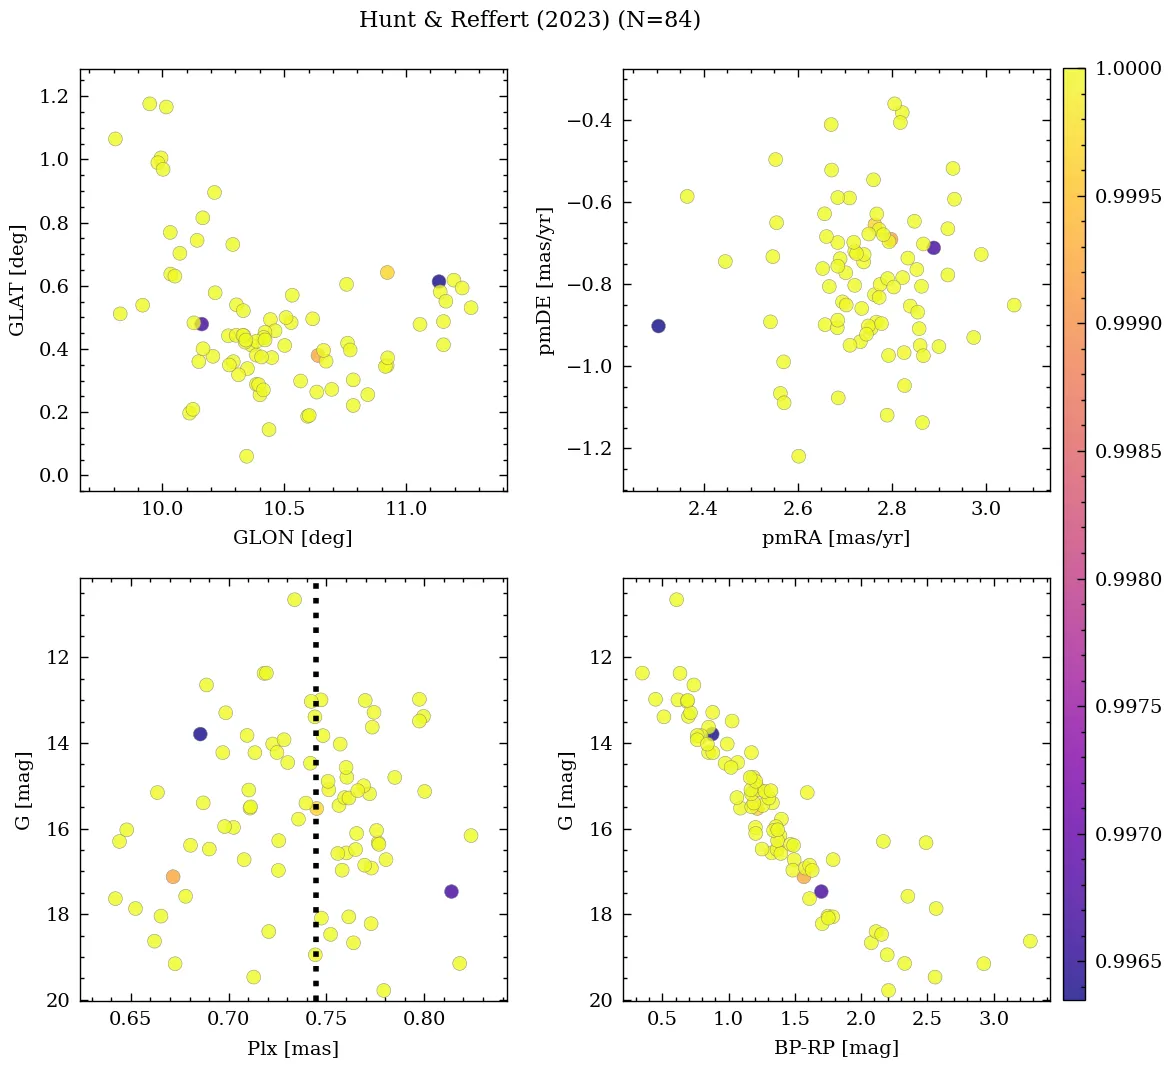 Hunt & Reffert (2023) (N=84)
1.2
1.0
0.8
0.6
0.4
0.2
0.0
GLAT [deg]
10.0 10.5 11.0
GLON [deg]
−0.4
−0.6
−0.8
−1.0
−1.2
pmDE [mas/yr]
2.4 2.6 2.8 3.0
pmRA [mas/yr]
1.0000
0.9995
0.9990
0.9985
0.9980
0.9975
0.9970
0.9965
12
14
16
18
20
G [mag]
0.65 0.70 0.75 0.80
Plx [mas]
12
14
16
18
20
G [mag]
0.5 1.0 1.5 2.0 2.5 3.0
BP-RP [mag]